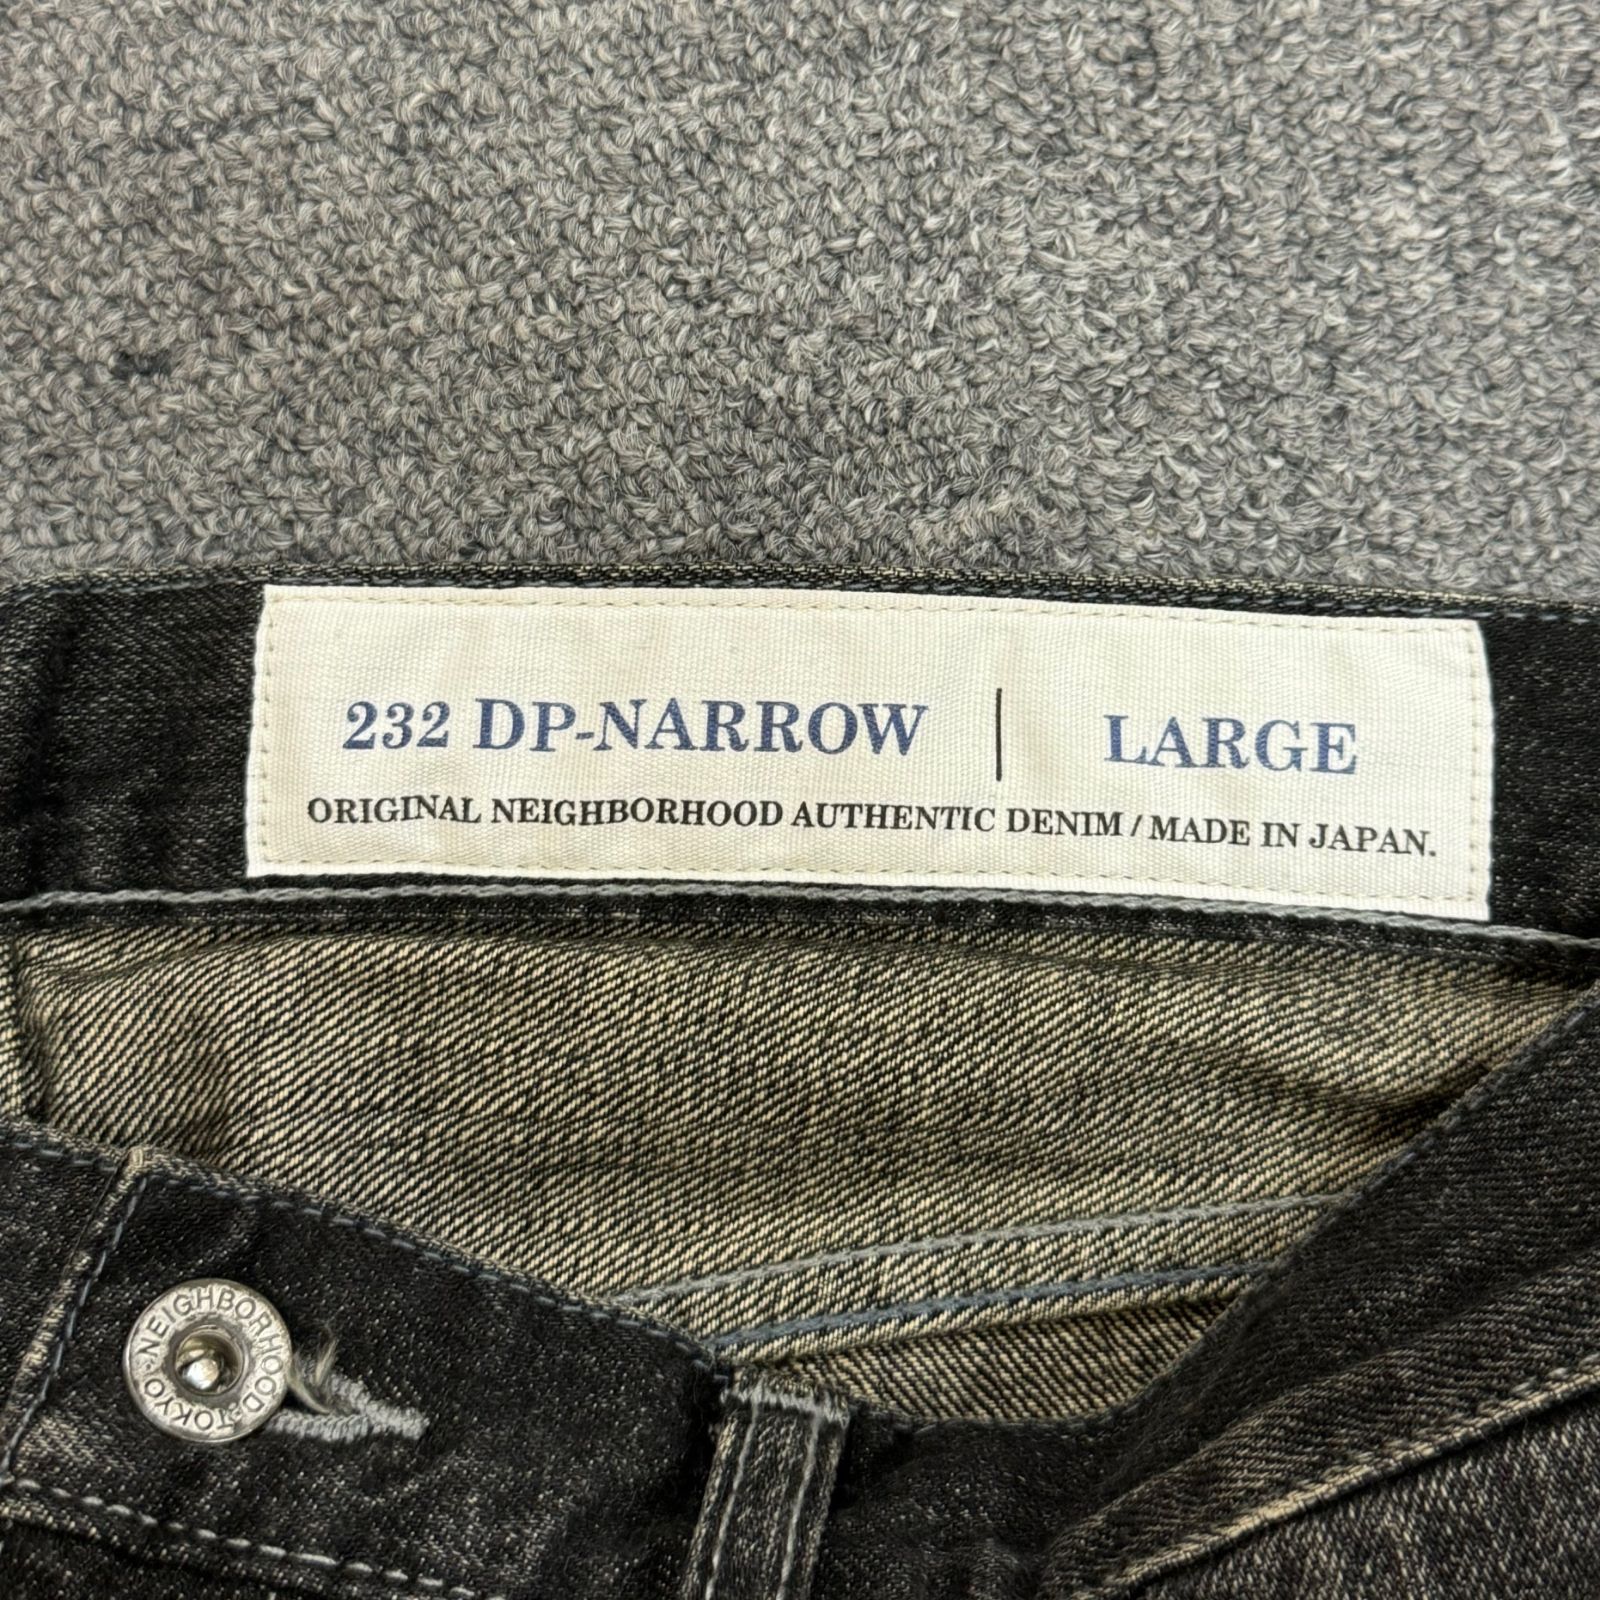 232 DP-NARROW | LARGE
ORIGINAL NEIGHBORHOOD AUTHENTIC DENIM / MADE IN JAPAN.
NEIGHBORHOOD·TOKYO·